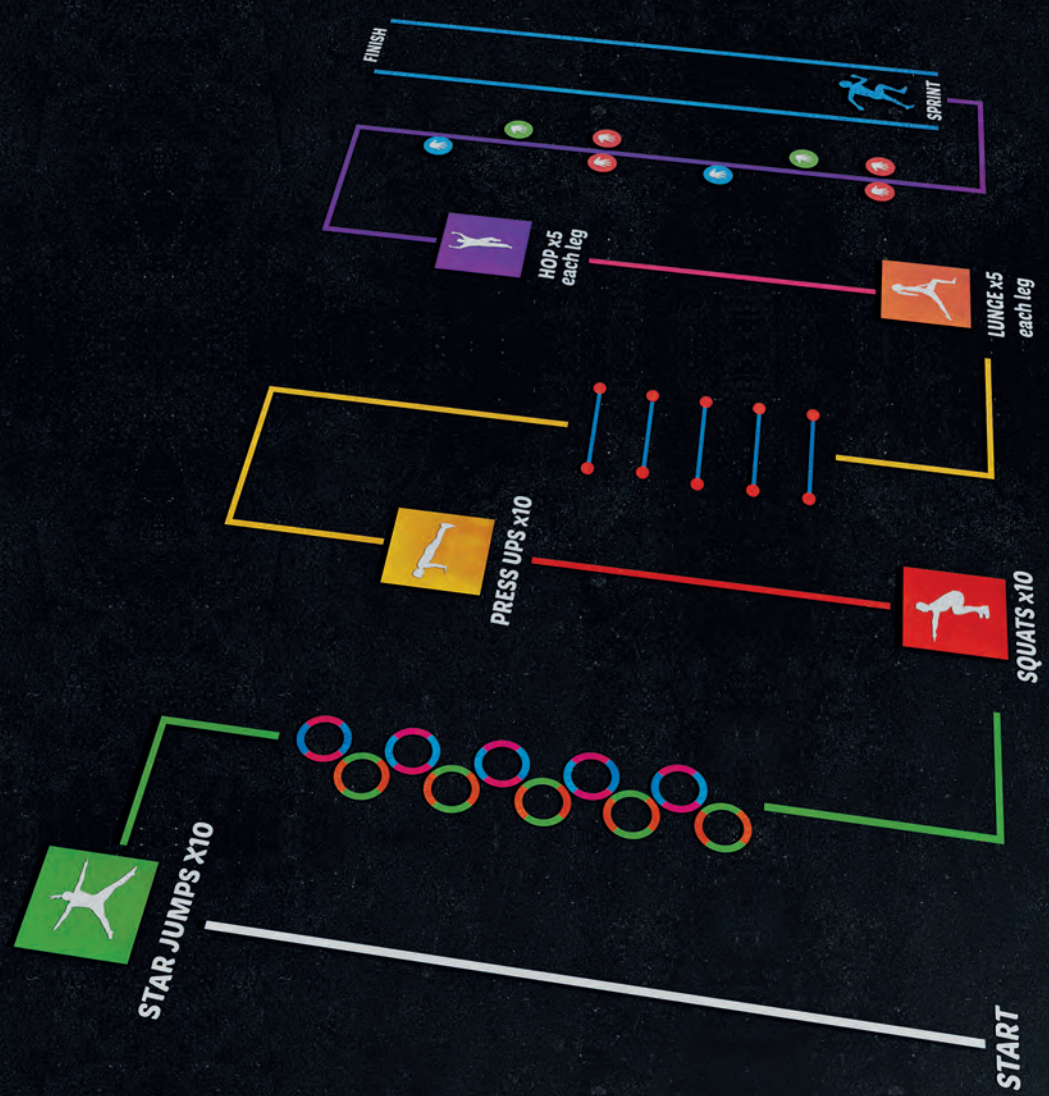 START
STAR JUMPS X10
SQUATS x10
PRESS UPS x10
LUNGE x5
each leg
HOP x5
each leg
SPRINT
FINISH